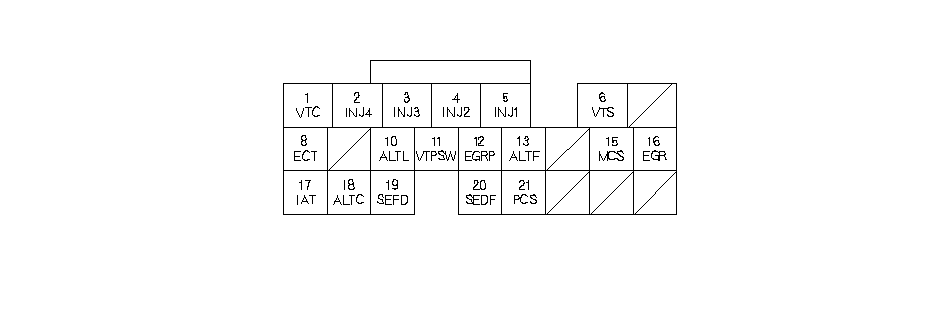 1 2 3 4 5 6
VTC INJ4 INJ3 INJ2 INJ1 VTS
8 10 11 12 13 15 16
ECT ALTL VTPSW EGRP ALTF MCS EGR
17 18 19 20 21
IAT ALTC SEFD SEDF PCS